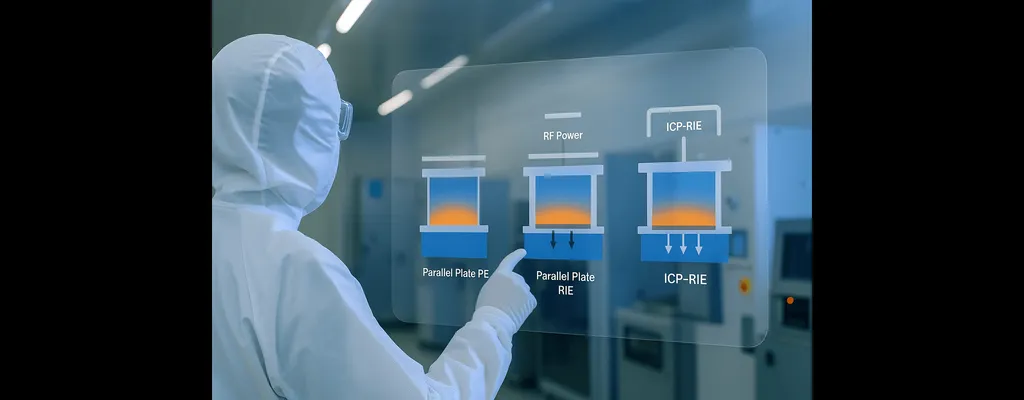 RF Power
ICP-RIE
Parallel Plate PE
Parallel Plate
RIE
ICP-RIE